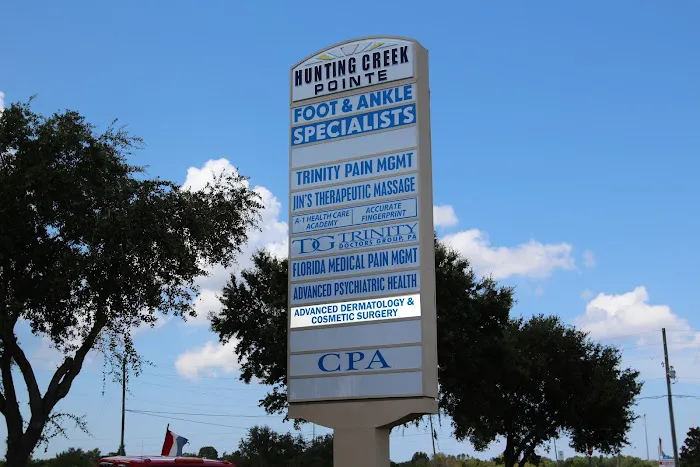 HUNTING CREEK
POINTE
FOOT & ANKLE
SPECIALISTS
TRINITY PAIN MGMT
JIN'S THERAPEUTIC MASSAGE
A-1 HEALTH CARE
ACADEMY
ACCURATE
FINGERPRINT
TDG TRINITY
DOCTORS GROUP, PA
FLORIDA MEDICAL PAIN MGMT
ADVANCED PSYCHIATRIC HEALTH
ADVANCED DERMATOLOGY &
COSMETIC SURGERY
CPA